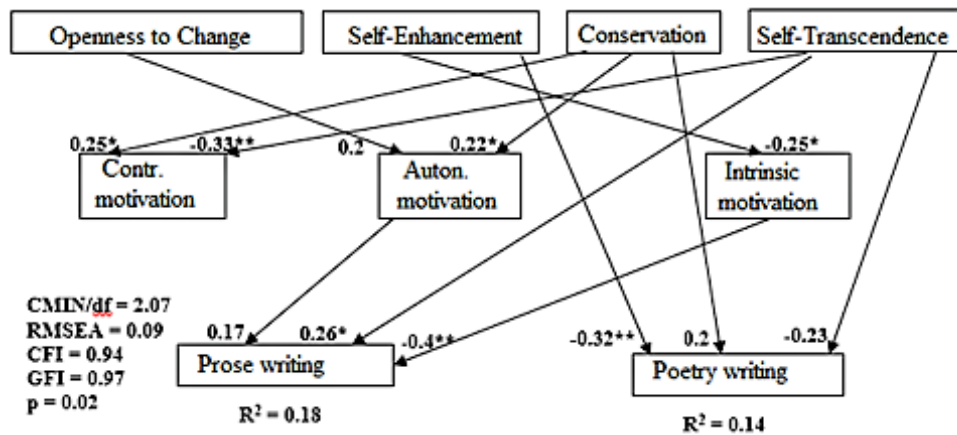 Openness to Change Self-Enhancement Conservation Self-Transcendence
0.25* -0.33** 0.2 0.22* -0.25*
Contr.
motivation
Auton.
motivation
Intrinsic
motivation
CMIN/df = 2.07
RMSEA = 0.09
CFI = 0.94
GFI = 0.97
p = 0.02
0.17 0.26* -0.4** -0.32** 0.2 -0.23
Prose writing Poetry writing
R² = 0.18 R² = 0.14